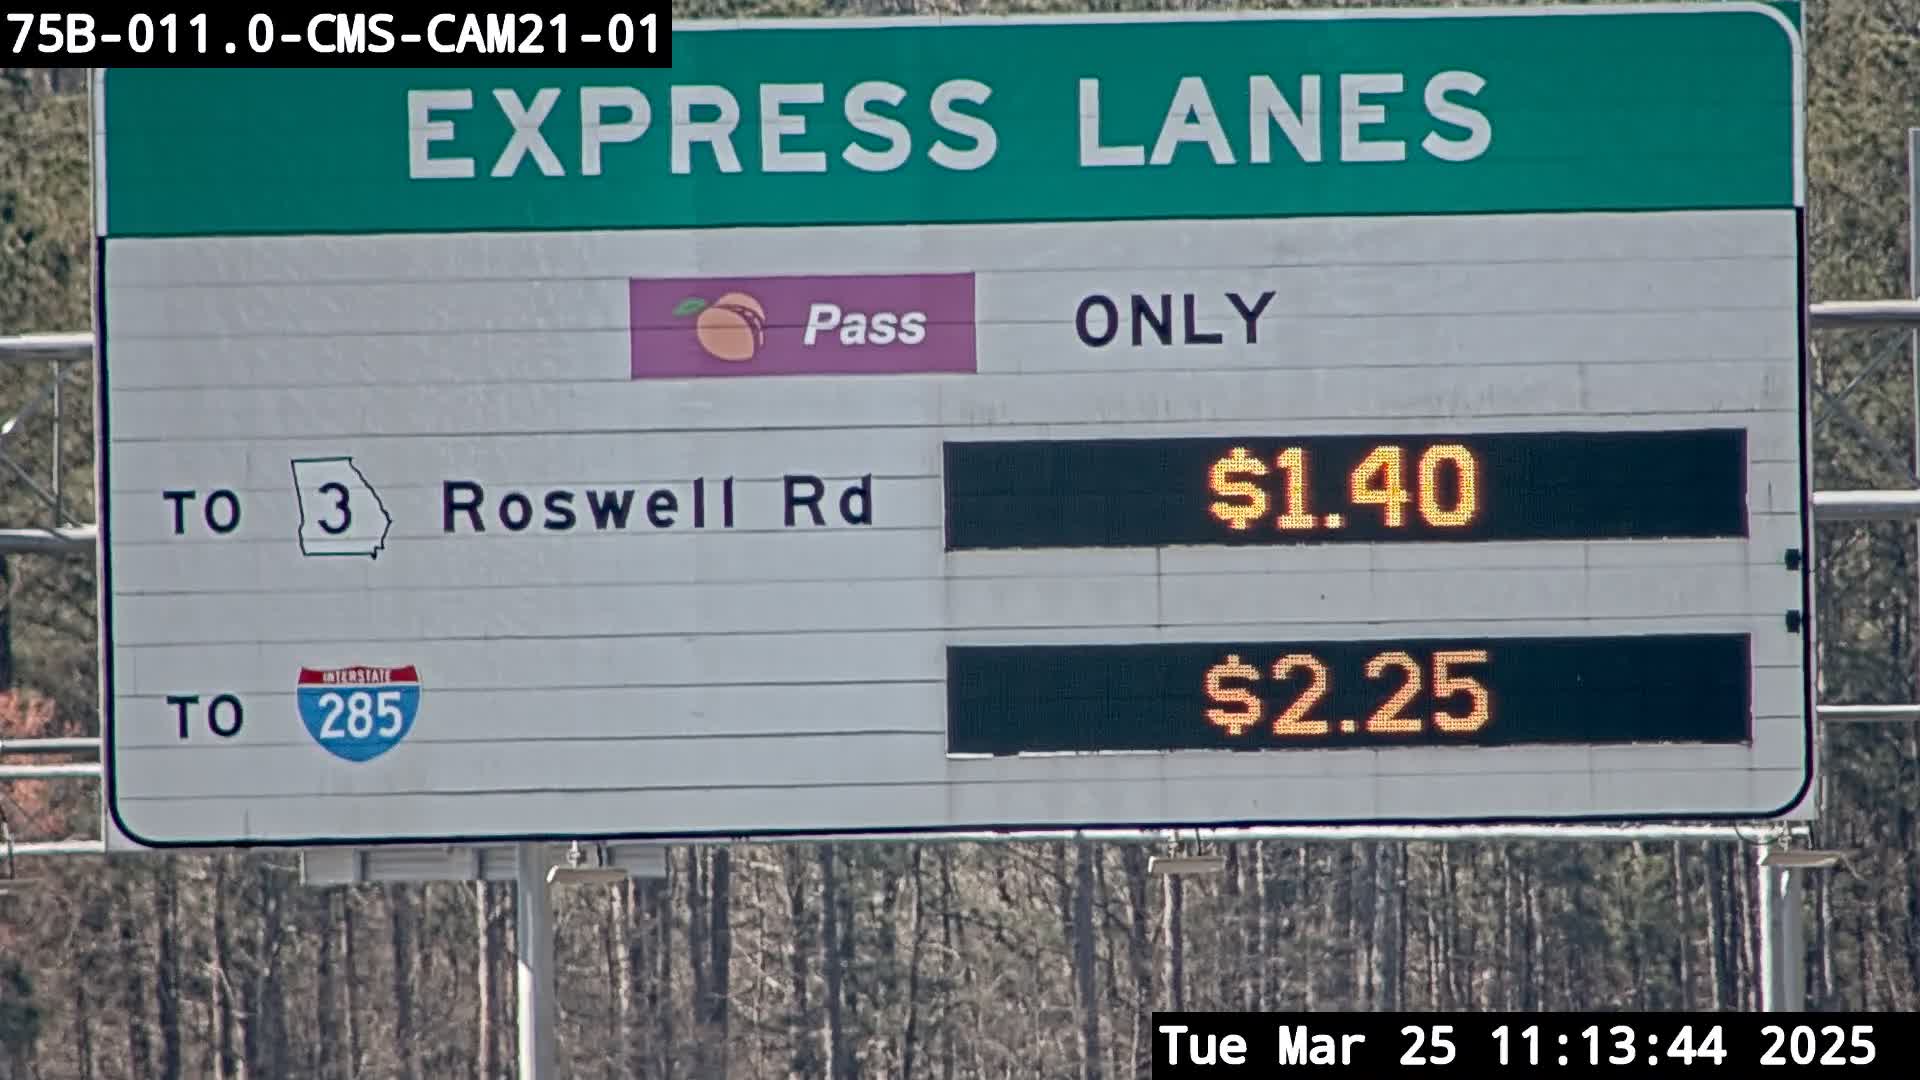 75B-011.0-CMS-CAM21-01
EXPRESS LANES
Pass ONLY
TO 3 Roswell Rd $1.40
INTERSTATE
TO 285 $2.25
Tue Mar 25 11:13:44 2025